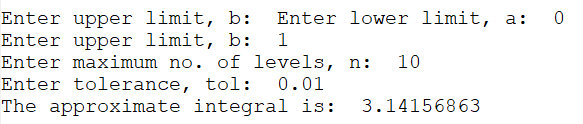 Enter upper limit, b:  Enter lower limit, a:  0
Enter upper limit, b:  1
Enter maximum no. of levels, n:  10
Enter tolerance, tol:  0.01
The approximate integral is:  3.14156863